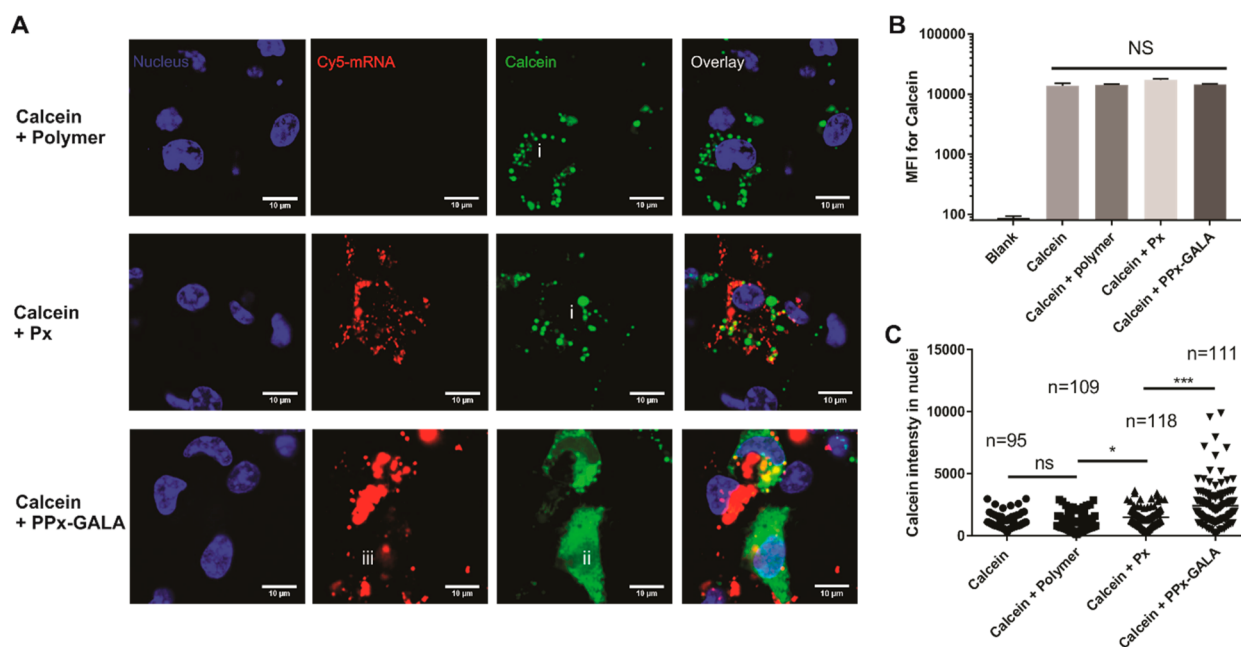 A
Nucleus
Cy5-mRNA
Calcein
Overlay
Calcein
+ Polymer
i
10 µm
10 µm
10 µm
10 µm
Calcein
+ Px
i
10 µm
10 µm
10 µm
10 µm
Calcein
+ PPx-GALA
iii
ii
10 µm
10 µm
10 µm
10 µm
B
MFI for Calcein
100000
10000
1000
100
NS
Blank
Calcein
Calcein + polymer
Calcein + Px
Calcein + PPx-GALA
C
Calcein intensty in nuclei
15000
10000
5000
0
n=95
n=109
n=118
n=111
ns
*
***
Calcein
Calcein + Polymer
Calcein + Px
Calcein + PPx-GALA